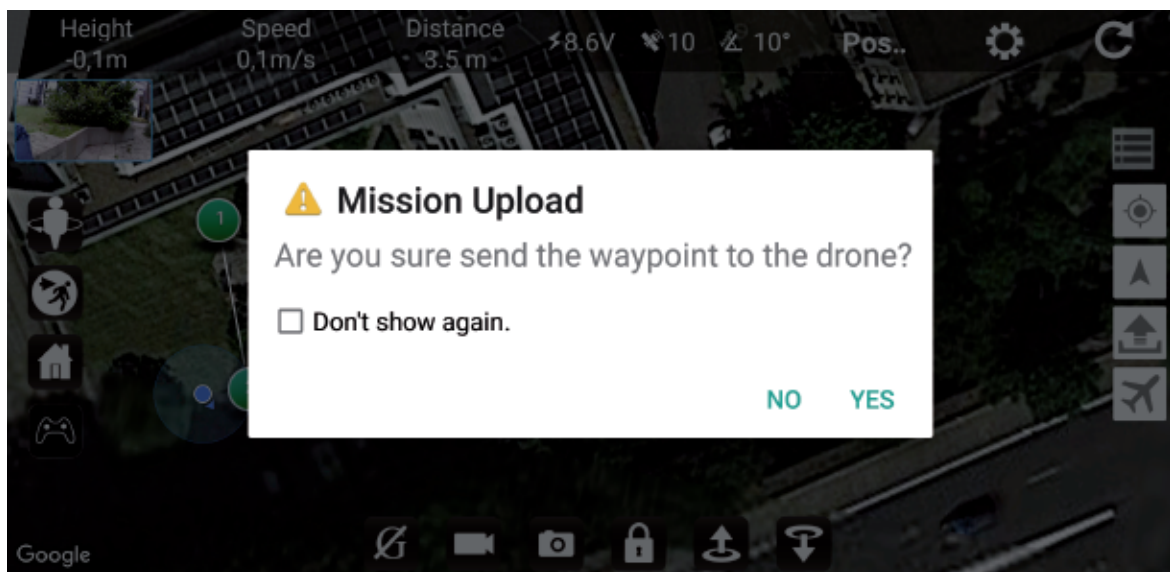 Height Speed Distance 8.6V 10 10° Pos..
-0,1m 0,1m/s 3.5 m
1
Mission Upload
Are you sure send the waypoint to the drone?
Don't show again.
NO YES
Google